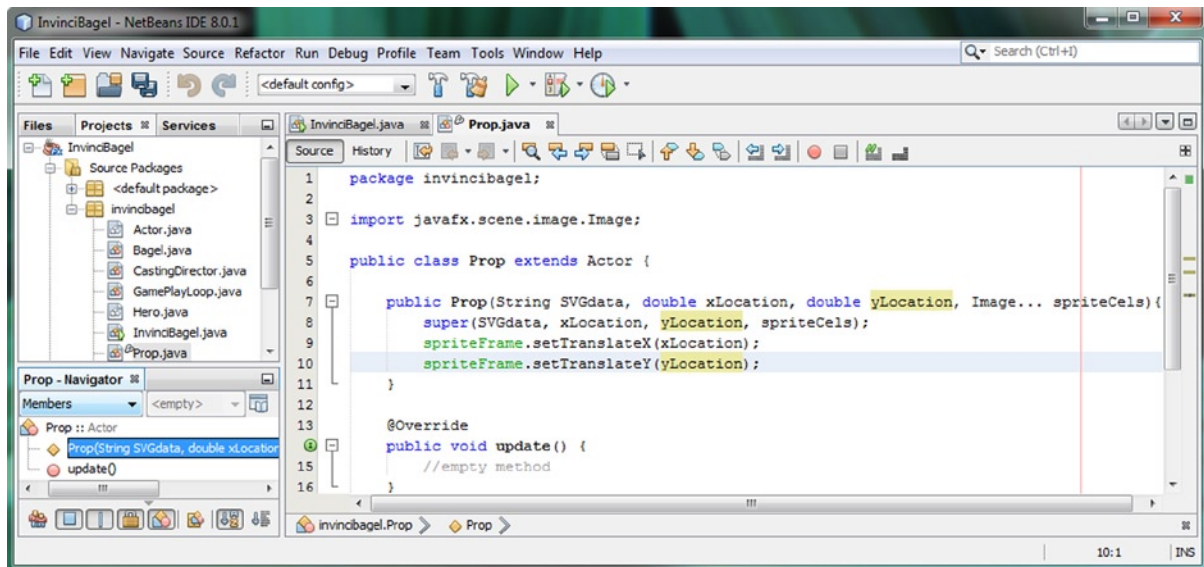 InvinciBagel - NetBeans IDE 8.0.1
File Edit View Navigate Source Refactor Run Debug Profile Team Tools Window Help
Search (Ctrl+I)
<default config>
Files Projects Services
InvinciBagel.java Prop.java
InvinciBagel
Source Packages
<default package>
invincibagel
Actor.java
Bagel.java
CastingDirector.java
GamePlayLoop.java
Hero.java
InvinciBagel.java
Prop.java
Prop - Navigator
Members <empty>
Prop :: Actor
Prop(String SVGdata, double xLocation
update()
Source History
1 package invincibagel;
2
3 import javafx.scene.image.Image;
4
5 public class Prop extends Actor {
6
7 public Prop(String SVGdata, double xLocation, double yLocation, Image... spriteCels){
8 super(SVGdata, xLocation, yLocation, spriteCels);
9 spriteFrame.setTranslateX(xLocation);
10 spriteFrame.setTranslateY(yLocation);
11 }
12
13 @Override
public void update() {
15 //empty method
16 }
invincibagel.Prop Prop
10:1 INS